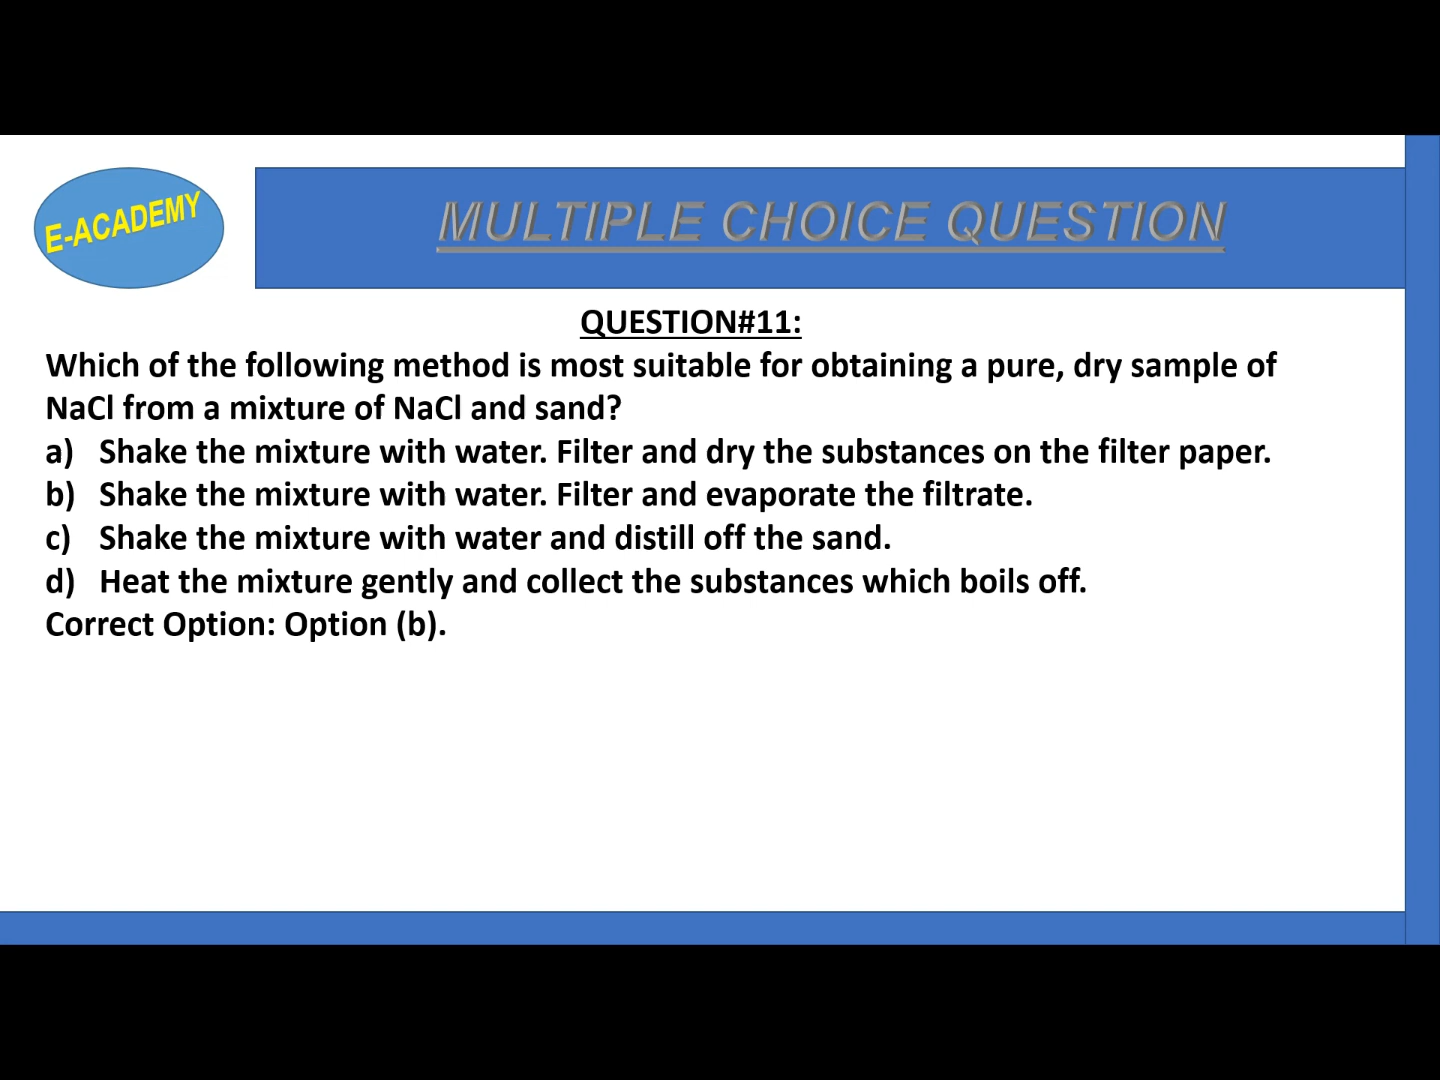 E-ACADEMY
MULTIPLE CHOICE QUESTION
QUESTION#11:
Which of the following method is most suitable for obtaining a pure, dry sample of
NaCl from a mixture of NaCl and sand?
a) Shake the mixture with water. Filter and dry the substances on the filter paper.
b) Shake the mixture with water. Filter and evaporate the filtrate.
c) Shake the mixture with water and distill off the sand.
d) Heat the mixture gently and collect the substances which boils off.
Correct Option: Option (b).